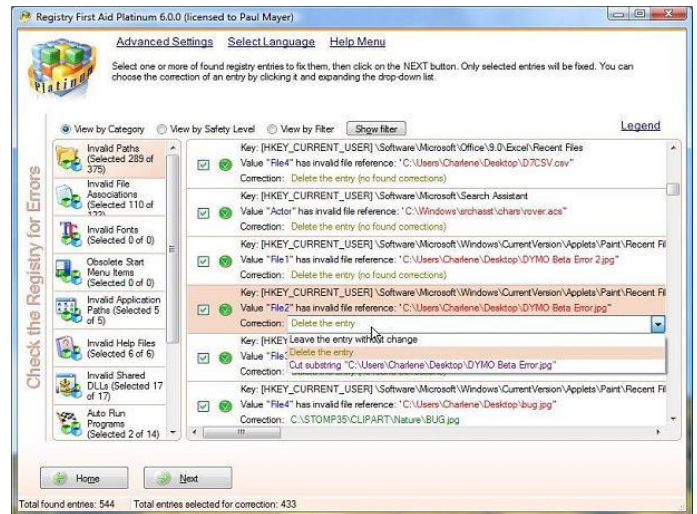 Registry First Aid Platinum 6.0.0 (licensed to Paul Mayer)
Advanced Settings Select Language Help Menu
Select one or more of found registry entries to fix them, then click on the NEXT button. Only selected entries will be fixed. You can
choose the correction of an entry by clicking it and expanding the drop-down list.
Platinum
View by Category View by Safety Level View by Filter Show filter Legend
Check the Registry for Errors
Invalid Paths
(Selected 289 of
375)
Invalid File
Associations
(Selected 110 of
122)
Invalid Fonts
(Selected 0 of 0)
Obsolete Start
Menu Items
(Selected 0 of 0)
Invalid Application
Paths (Selected 5
of 5)
Invalid Help Files
(Selected 6 of 6)
Invalid Shared
DLLs (Selected 17
of 17)
Auto Run
Programs
(Selected 2 of 14)
Key: [HKEY_CURRENT_USER] \Software\Microsoft\Office\9.0\Excel\Recent Files
Value "File4" has invalid file reference: "C:\Users\Charlene\Desktop\D7CSV.csv"
Correction: Delete the entry (no found corrections)
Key: [HKEY_CURRENT_USER] \Software\Microsoft\Search Assistant
Value "Actor" has invalid file reference: "C:\Windows\srchasst\chars\rover.acs"
Correction: Delete the entry (no found corrections)
Key: [HKEY_CURRENT_USER] \Software\Microsoft\Windows\CurrentVersion\Applets\Paint\Recent Fil
Value "File1" has invalid file reference: "C:\Users\Charlene\Desktop\DYMO Beta Error 2.jpg"
Correction: Delete the entry (no found corrections)
Key: [HKEY_CURRENT_USER] \Software\Microsoft\Windows\CurrentVersion\Applets\Paint\Recent Fil
Value "File2" has invalid file reference: "C:\Users\Charlene\Desktop\DYMO Beta Error.jpg"
Correction: Delete the entry
Leave the entry without change
Delete the entry
Cut substring "C:\Users\Charlene\Desktop\DYMO Beta Error.jpg"
Key: [HKEY
Value "File
Correction:
Key: [HKEY_CURRENT_USER] \Software\Microsoft\Windows\CurrentVersion\Applets\Paint\Recent Fil
Value "File4" has invalid file reference: "C:\Users\Charlene\Desktop\bug.jpg"
Correction: C:\STOMP35\CLIPART\Nature\BUG.jpg
Home Next
Total found entries: 544 Total entries selected for correction: 433